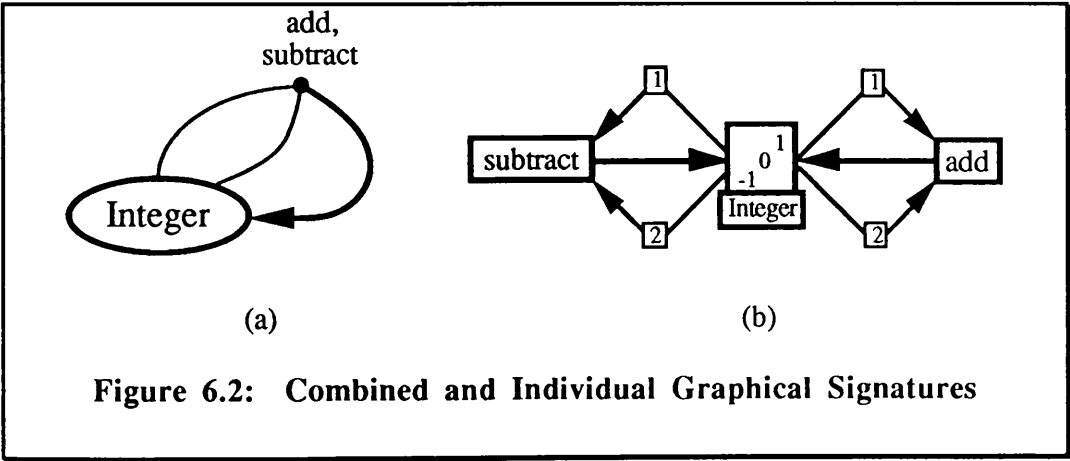 add,
subtract
Integer
(a)
1
1
subtract
1
0
-1
Integer
add
2
2
(b)
Figure 6.2: Combined and Individual Graphical Signatures